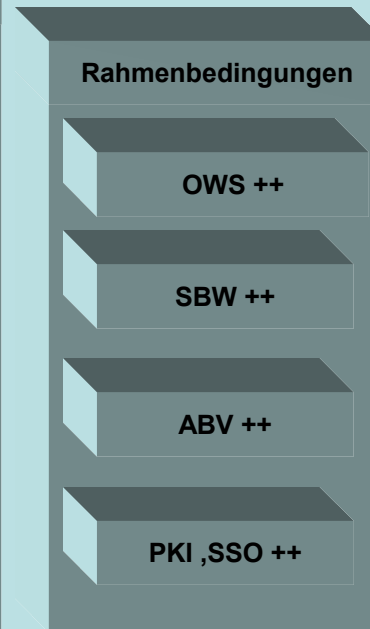 Rahmenbedingungen
OWS ++
SBW ++
ABV ++
PKI ,SSO ++